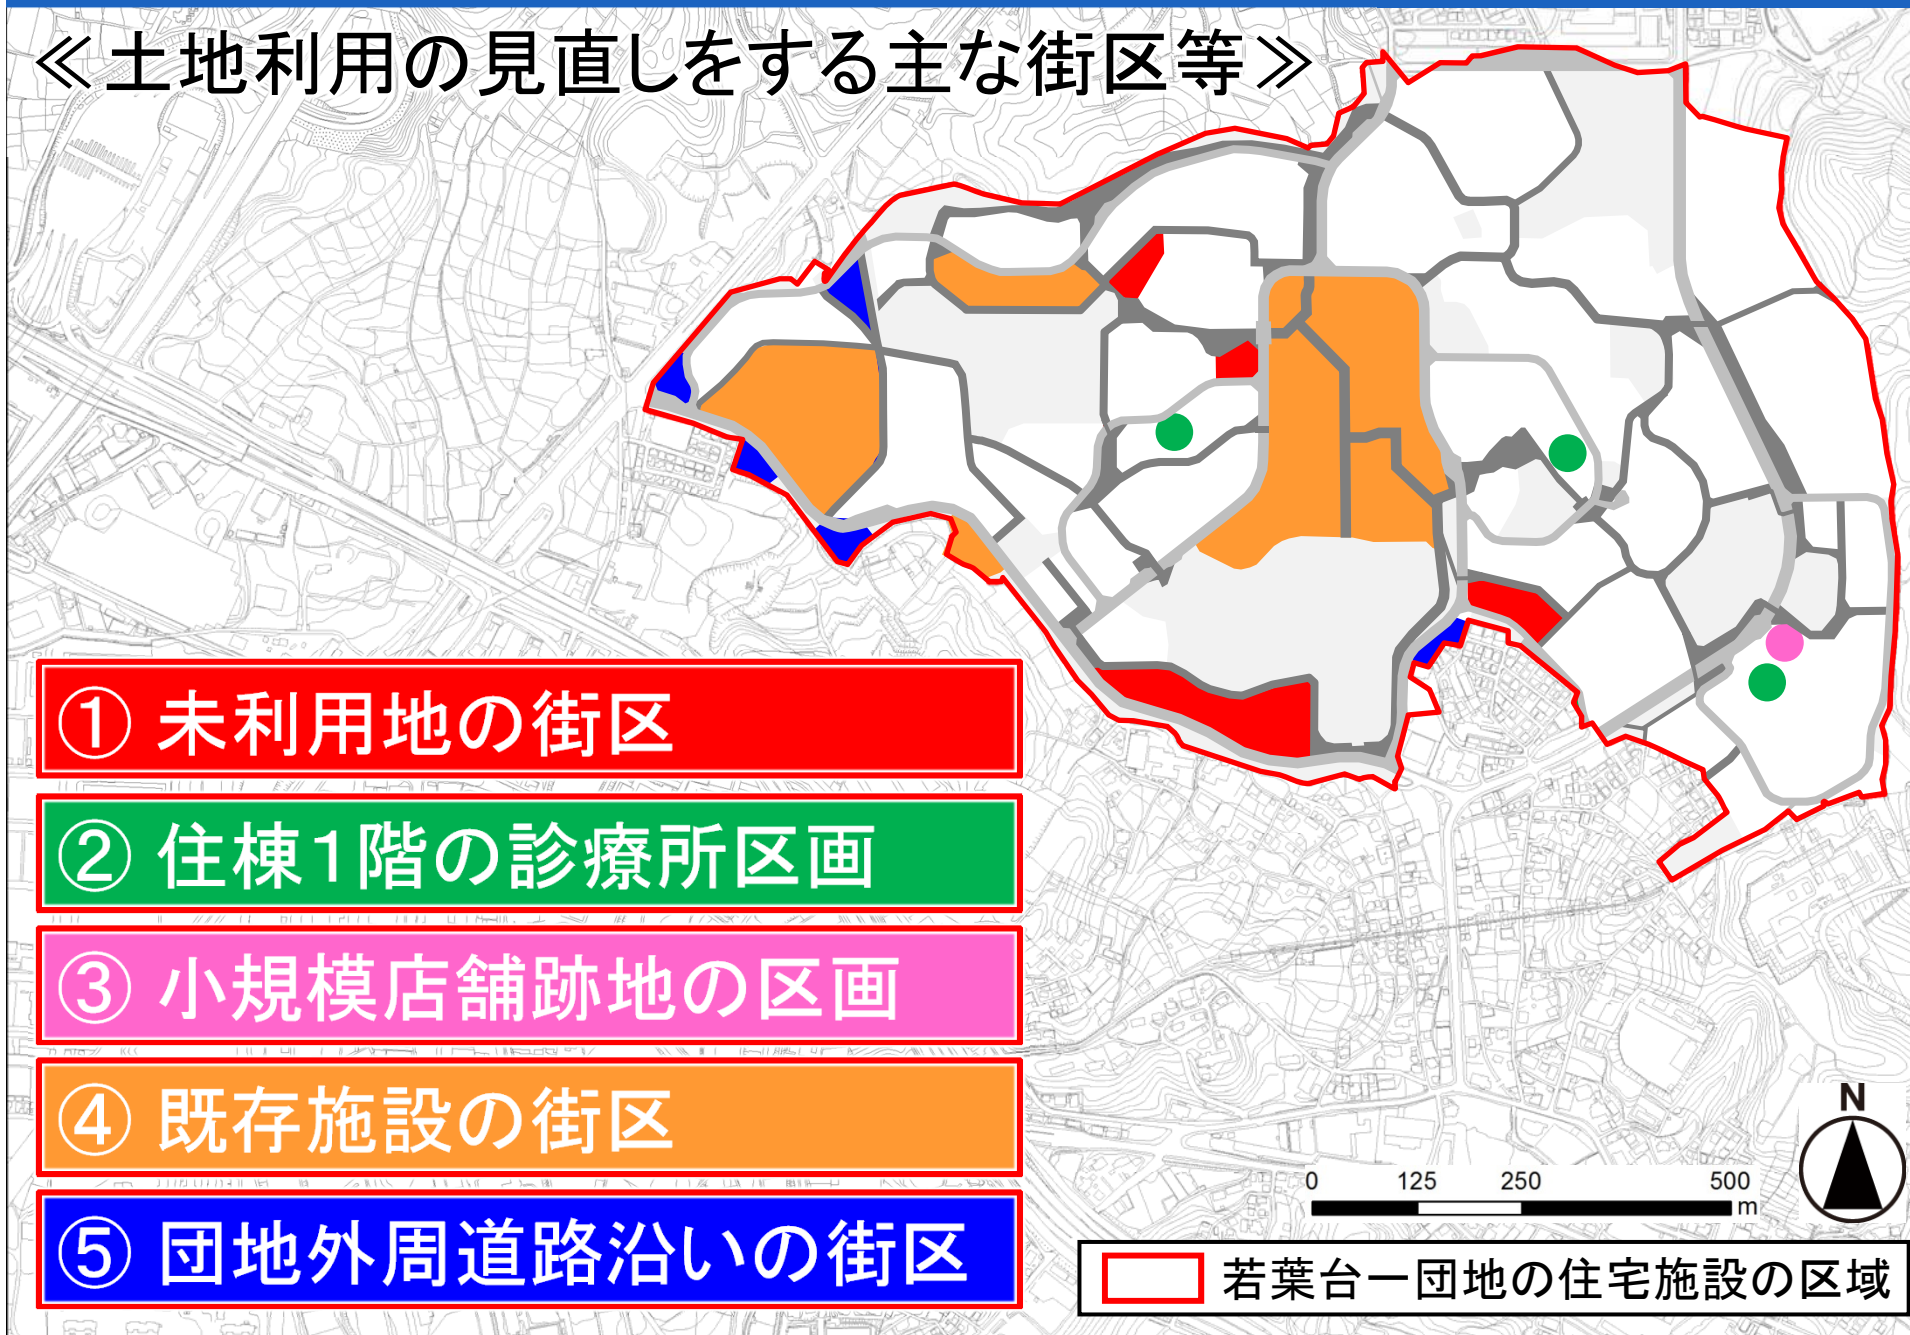 ≪土地利用の見直しをする主な街区等≫
① 未利用地の街区
② 住棟1階の診療所区画
③ 小規模店舗跡地の区画
④ 既存施設の街区
⑤ 団地外周道路沿いの街区
N
0 125 250 500
m
若葉台一団地の住宅施設の区域